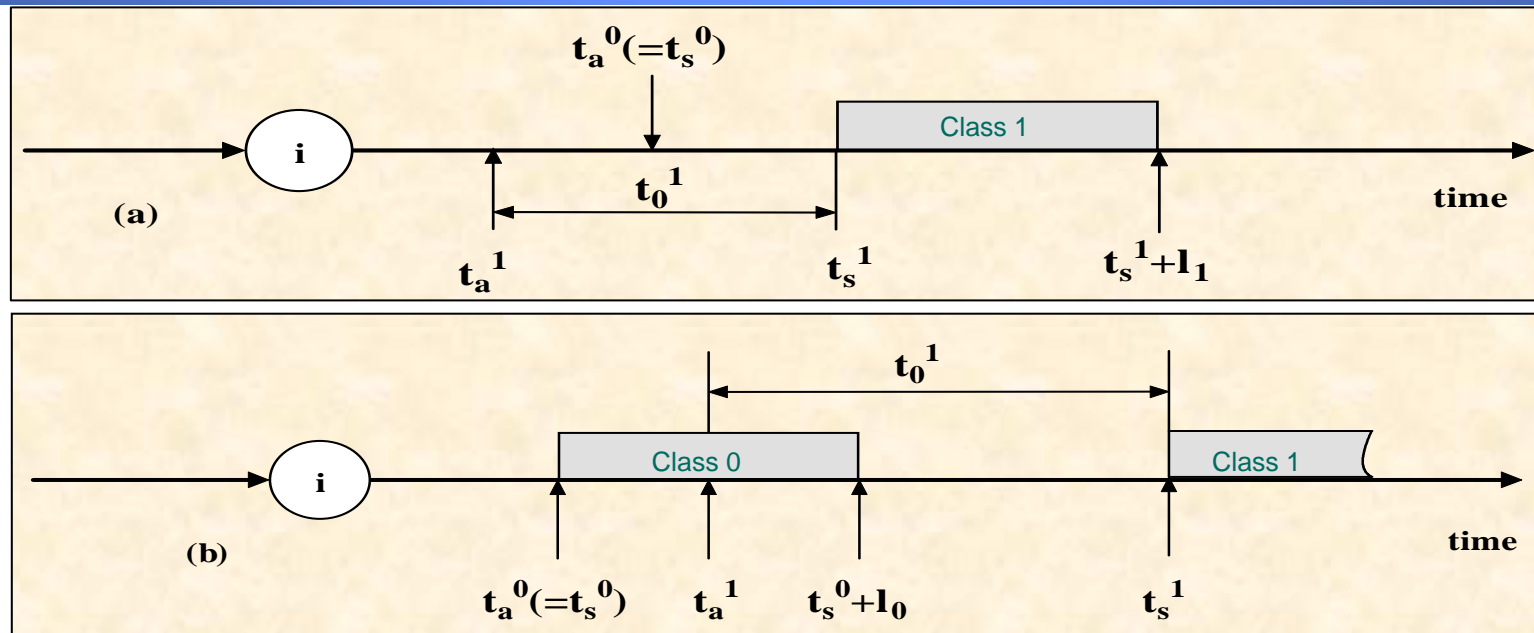 t_a^0(=t_s^0)
Class 1
i
t_0^1
time
(a)
t_a^1
t_s^1
t_s^1+l_1
t_0^1
Class 0
Class 1
i
time
(b)
t_a^0(=t_s^0)
t_a^1
t_s^0+l_0
t_s^1